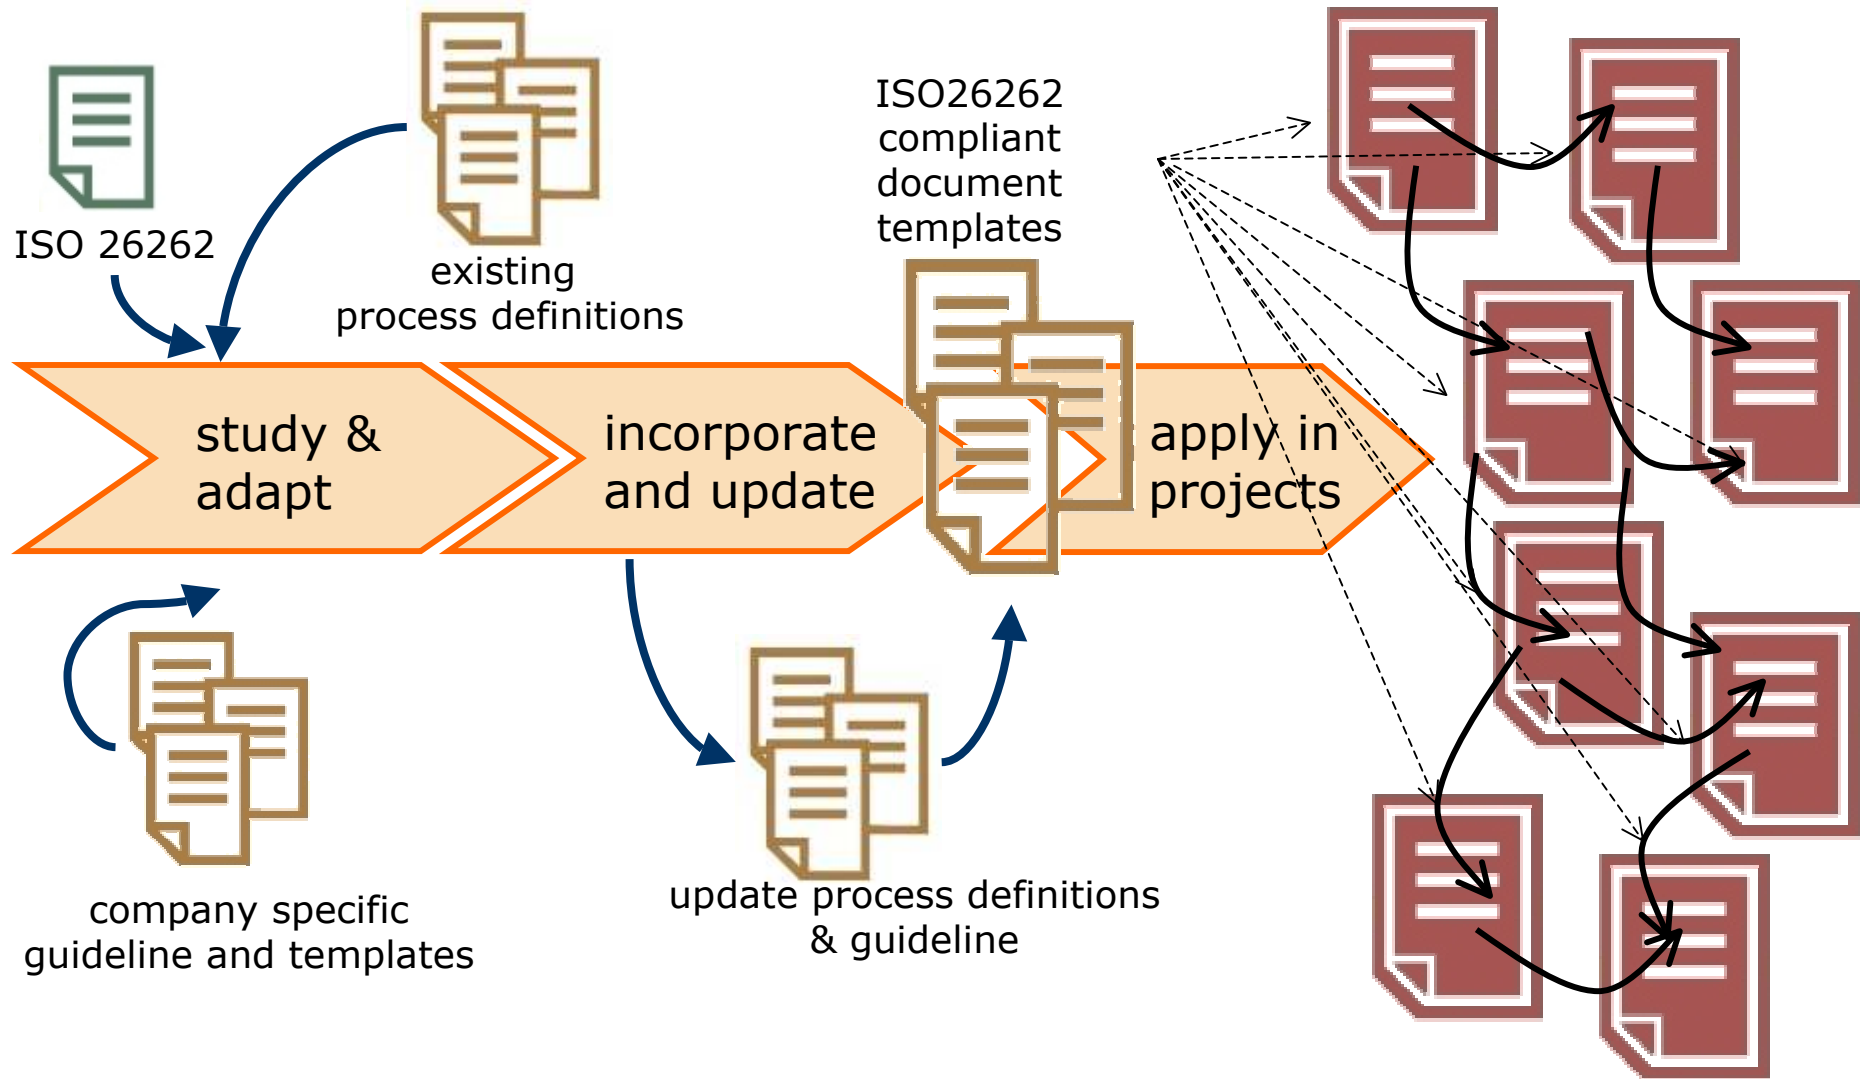 ISO 26262
existing
process definitions
ISO26262
compliant
document
templates
study &
adapt
incorporate
and update
apply in
projects
company specific
guideline and templates
update process definitions
& guideline